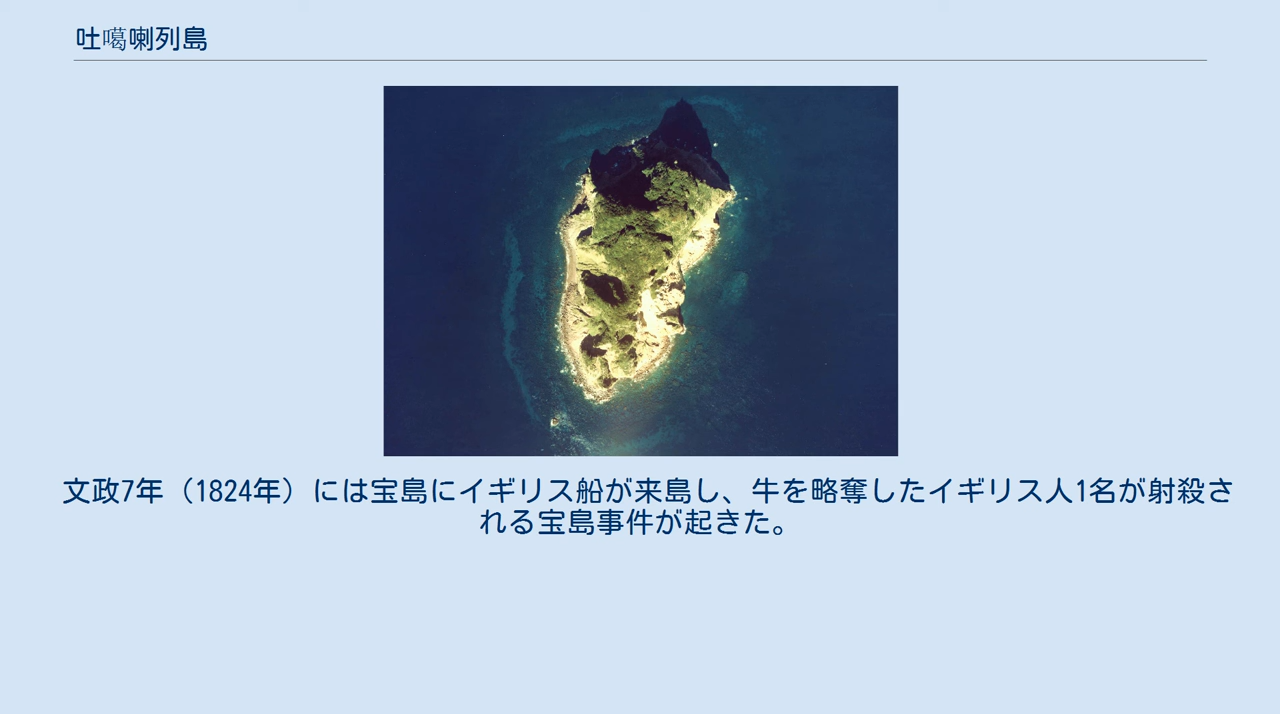 吐噶喇列島
文政7年（1824年）には宝島にイギリス船が来島し、牛を略奪したイギリス人1名が射殺さ
れる宝島事件が起きた。